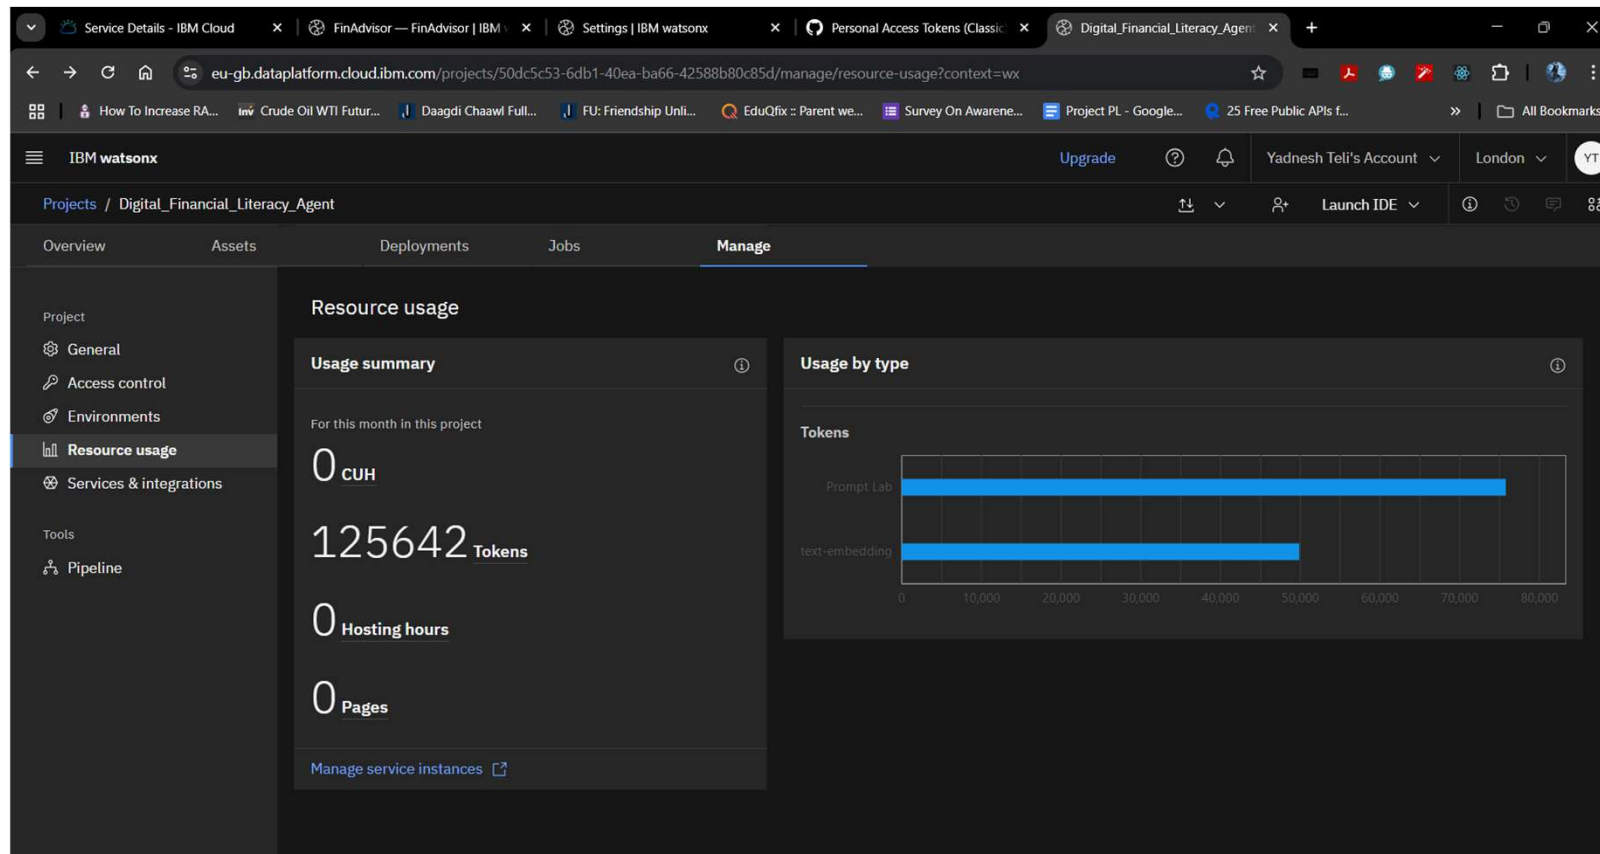 Service Details - IBM Cloud
FinAdvisor — FinAdvisor | IBM
Settings | IBM watsonx
Personal Access Tokens (Classic
Digital_Financial_Literacy_Agen
eu-gb.dataplatform.cloud.ibm.com/projects/50dc5c53-6db1-40ea-ba66-42588b80c85d/manage/resource-usage?context=wx
How To Increase RA...
Inv Crude Oil WTI Futur...
Daagdi Chaawl Full...
FU: Friendship Unli...
EduQfix :: Parent we...
Survey On Awarene...
Project PL - Google...
25 Free Public APIs f...
» All Bookmarks
IBM watsonx
Upgrade
Yadnesh Teli's Account
London
YT
Projects / Digital_Financial_Literacy_Agent
Launch IDE
Overview
Assets
Deployments
Jobs
Manage
Project
General
Access control
Environments
Resource usage
Services & integrations
Tools
Pipeline
Resource usage
Usage summary
For this month in this project
0 CUH
125642 Tokens
0 Hosting hours
0 Pages
Manage service instances
Usage by type
Tokens
Prompt Lab
text-embedding
0 10,000 20,000 30,000 40,000 50,000 60,000 70,000 80,000